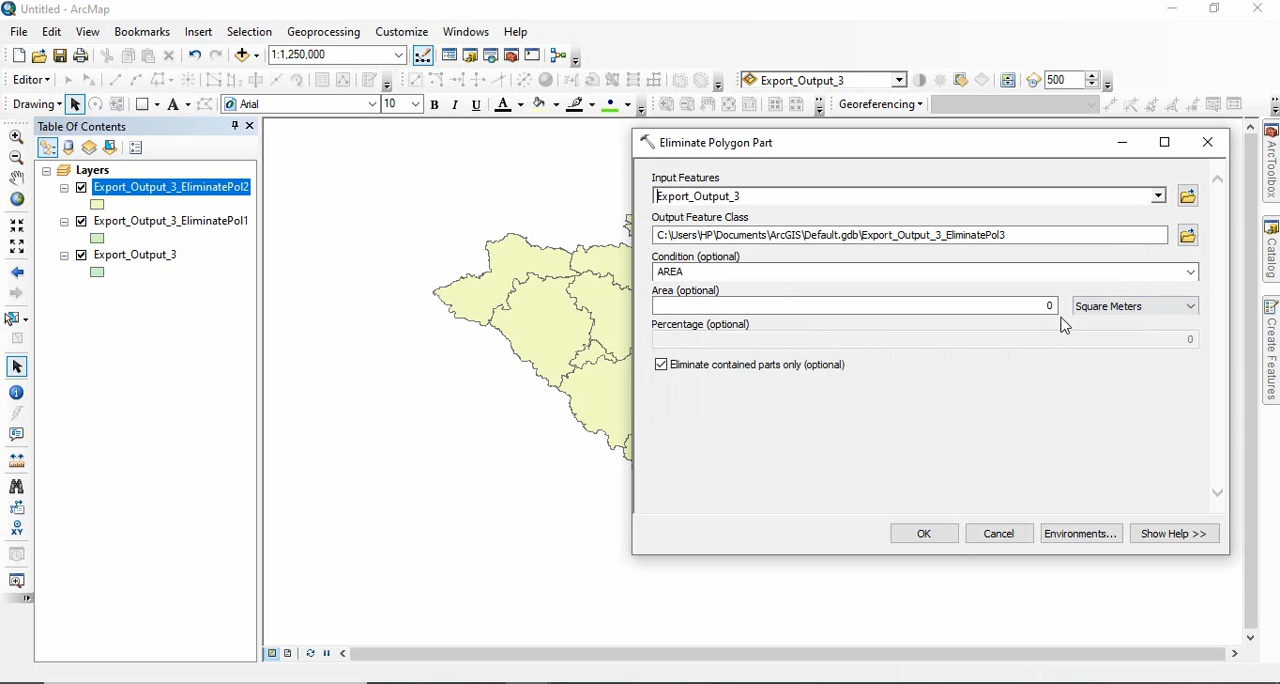 Untitled - ArcMap
File Edit View Bookmarks Insert Selection Geoprocessing Customize Windows Help
1:1,250,000
Editor Export_Output_3 500
Drawing A Arial 10 B I U A Georeferencing
Table Of Contents
Layers
Export_Output_3_EliminatePol2
Export_Output_3_EliminatePol1
Export_Output_3
Eliminate Polygon Part
Input Features
Export_Output_3
Output Feature Class
C:\Users\HP\Documents\ArcGIS\Default.gdb\Export_Output_3_EliminatePol3
Condition (optional)
AREA
Area (optional)
0 Square Meters
Percentage (optional)
0
Eliminate contained parts only (optional)
OK Cancel Environments... Show Help >>
ArcToolbox
Catalog
Create Features
XY